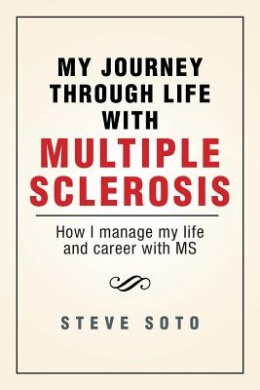 MY JOURNEY
THROUGH LIFE
WITH
MULTIPLE
SCLEROSIS
How I manage my life
and career with MS
STEVE SOTO